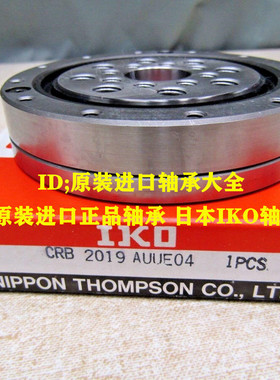 ID;原装进口轴承大全
原装进口正品轴承 日本IKO轴
IKO
CRB 2019 AUUE04 1PCS.
NIPPON THOMPSON CO., LT